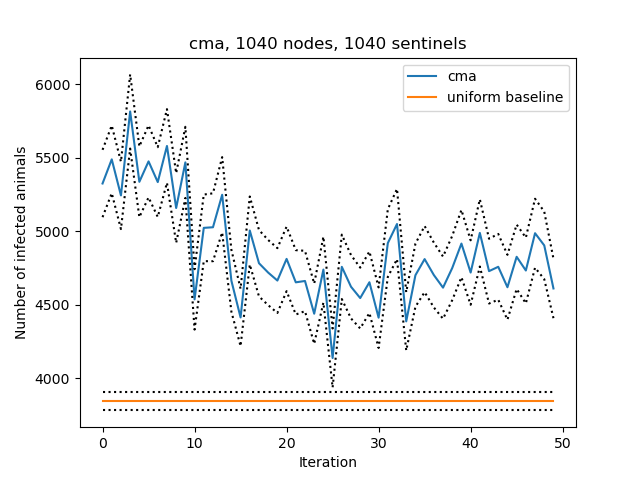 cma, 1040 nodes, 1040 sentinels
cma
uniform baseline
Number of infected animals
6000
5500
5000
4500
4000
0 10 20 30 40 50
Iteration